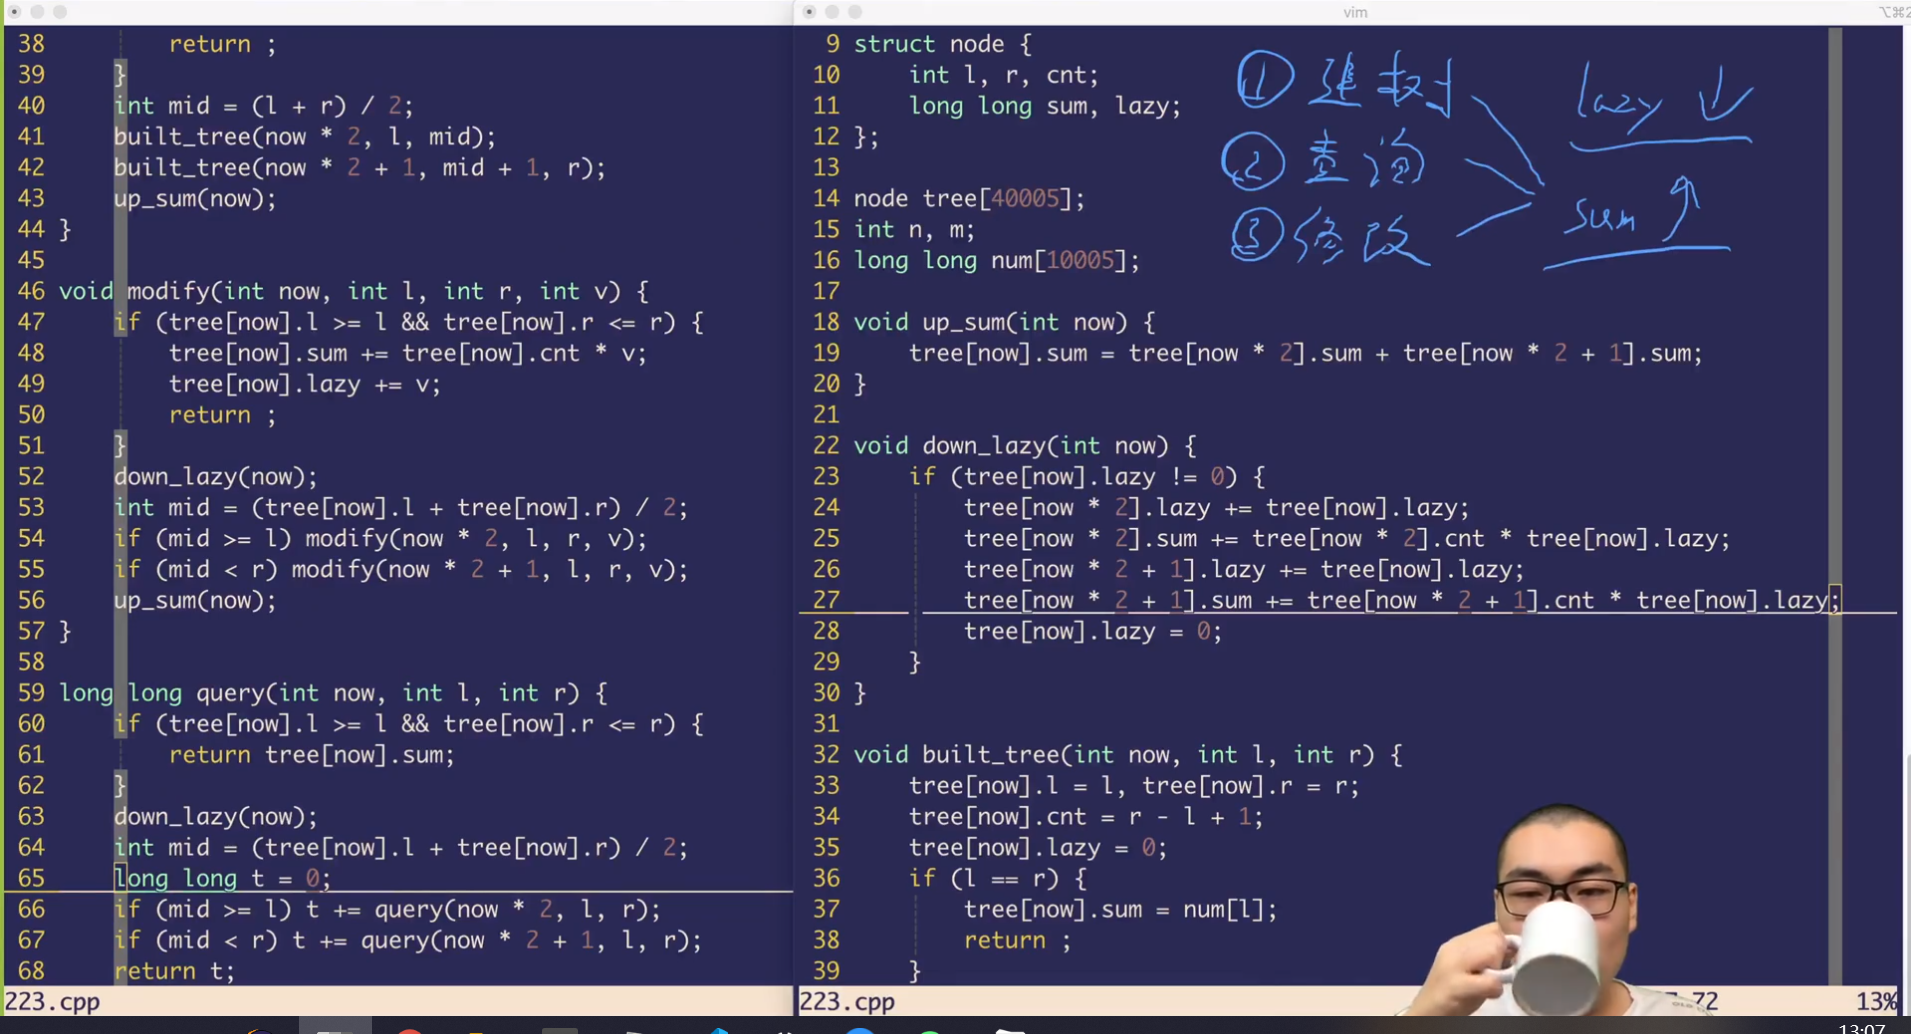 vim
38 return ;
39 }
40 int mid = (l + r) / 2;
41 built_tree(now * 2, l, mid);
42 built_tree(now * 2 + 1, mid + 1, r);
43 up_sum(now);
44 }
45
46 void modify(int now, int l, int r, int v) {
47 if (tree[now].l >= l && tree[now].r <= r) {
48 tree[now].sum += tree[now].cnt * v;
49 tree[now].lazy += v;
50 return ;
51 }
52 down_lazy(now);
53 int mid = (tree[now].l + tree[now].r) / 2;
54 if (mid >= l) modify(now * 2, l, r, v);
55 if (mid < r) modify(now * 2 + 1, l, r, v);
56 up_sum(now);
57 }
58
59 long long query(int now, int l, int r) {
60 if (tree[now].l >= l && tree[now].r <= r) {
61 return tree[now].sum;
62 }
63 down_lazy(now);
64 int mid = (tree[now].l + tree[now].r) / 2;
65 long long t = 0;
66 if (mid >= l) t += query(now * 2, l, r);
67 if (mid < r) t += query(now * 2 + 1, l, r);
68 return t;
223.cpp
9 struct node {
10 int l, r, cnt;
11 long long sum, lazy;
12 };
13
14 node tree[40005];
15 int n, m;
16 long long num[10005];
17
18 void up_sum(int now) {
19 tree[now].sum = tree[now * 2].sum + tree[now * 2 + 1].sum;
20 }
21
22 void down_lazy(int now) {
23 if (tree[now].lazy != 0) {
24 tree[now * 2].lazy += tree[now].lazy;
25 tree[now * 2].sum += tree[now * 2].cnt * tree[now].lazy;
26 tree[now * 2 + 1].lazy += tree[now].lazy;
27 tree[now * 2 + 1].sum += tree[now * 2 + 1].cnt * tree[now].lazy;
28 tree[now].lazy = 0;
29 }
30 }
31
32 void built_tree(int now, int l, int r) {
33 tree[now].l = l, tree[now].r = r;
34 tree[now].cnt = r - l + 1;
35 tree[now].lazy = 0;
36 if (l == r) {
37 tree[now].sum = num[l];
38 return ;
39 }
223.cpp 72 13%
① 建树
② 查询
③ 修改
lazy ↓
sum ↑
13:07